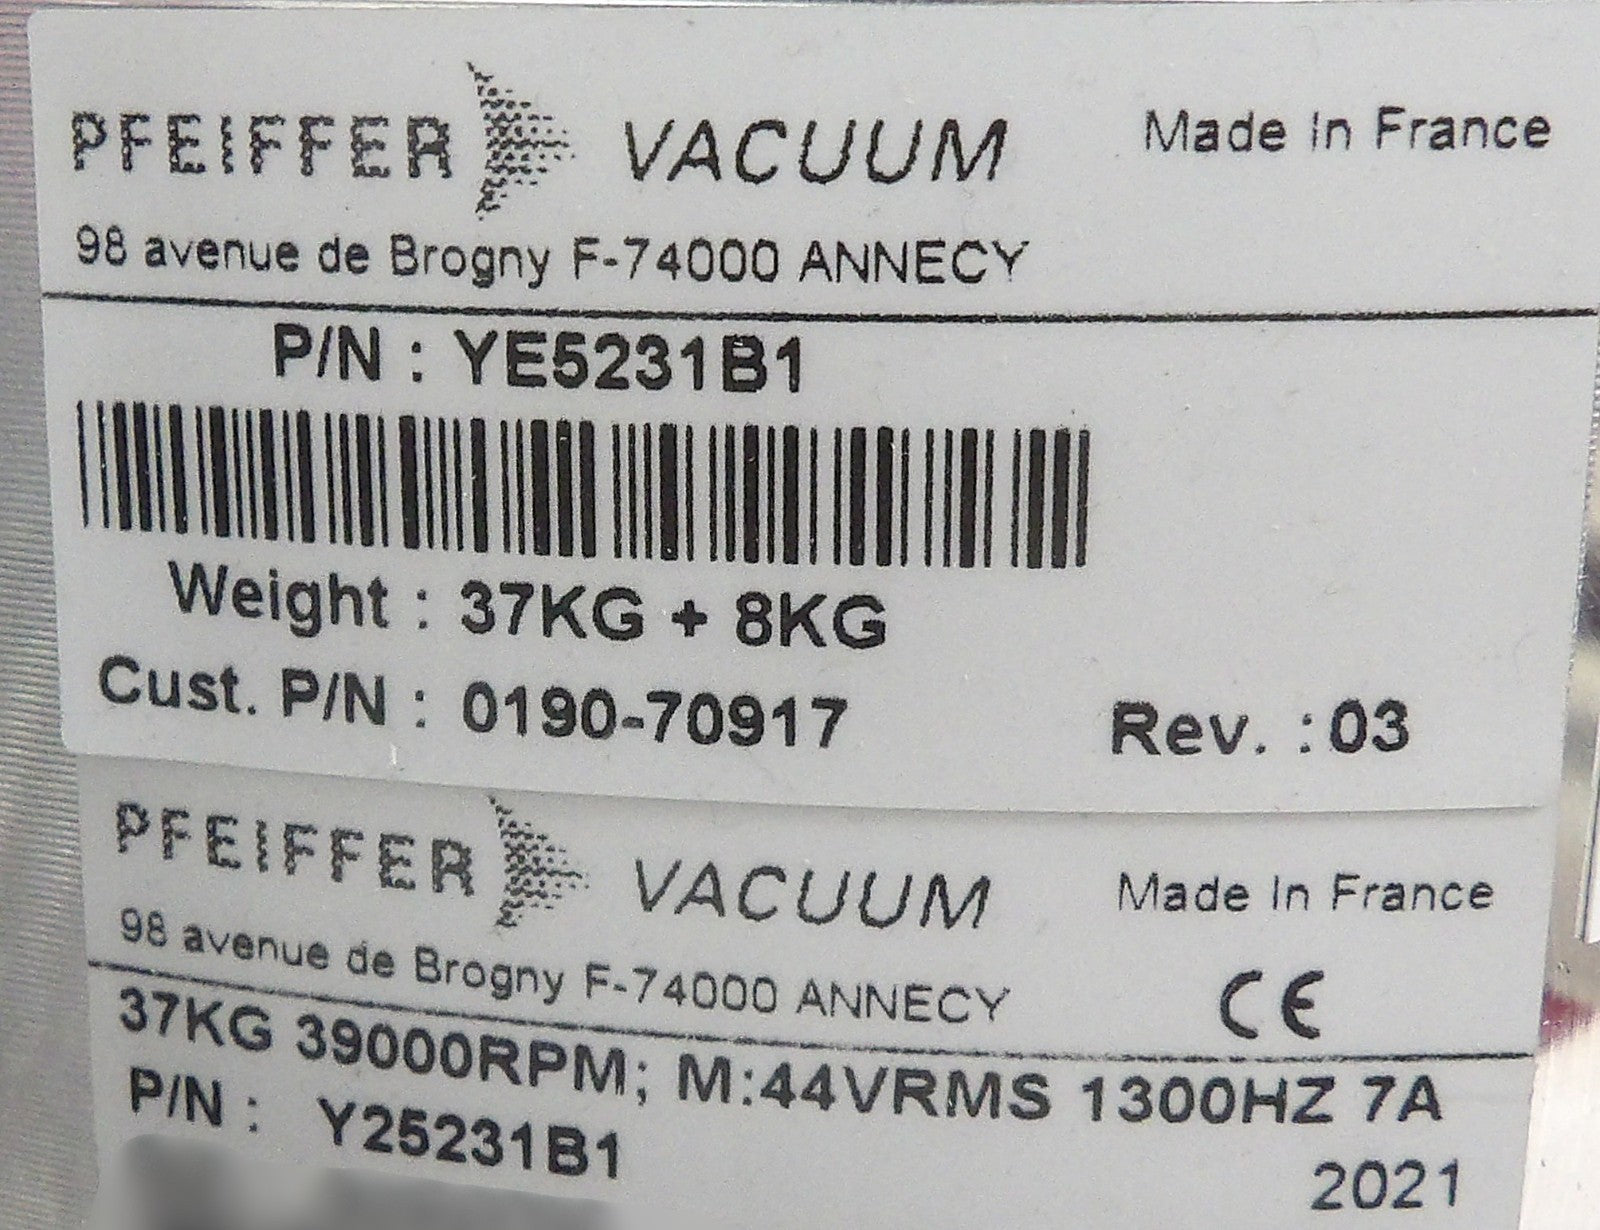 PFEIFFER VACUUM Made In France
98 avenue de Brogny F-74000 ANNECY
P/N : YE5231B1
Weight : 37KG + 8KG
Cust. P/N : 0190-70917 Rev. :03
PFEIFFER VACUUM Made In France
98 avenue de Brogny F-74000 ANNECY
CE
37KG 39000RPM; M:44VRMS 1300HZ 7A
P/N : Y25231B1
2021